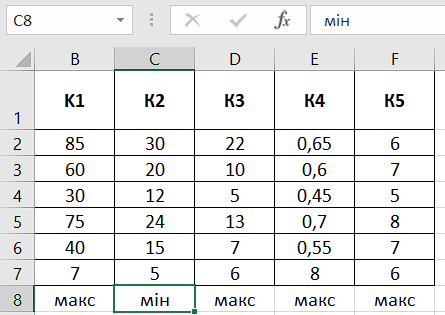 C8 fx мін
B C D E F
1 К1 К2 К3 К4 К5
2 85 30 22 0,65 6
3 60 20 10 0,6 7
4 30 12 5 0,45 5
5 75 24 13 0,7 8
6 40 15 7 0,55 7
7 7 5 6 8 6
8 макс мін макс макс макс